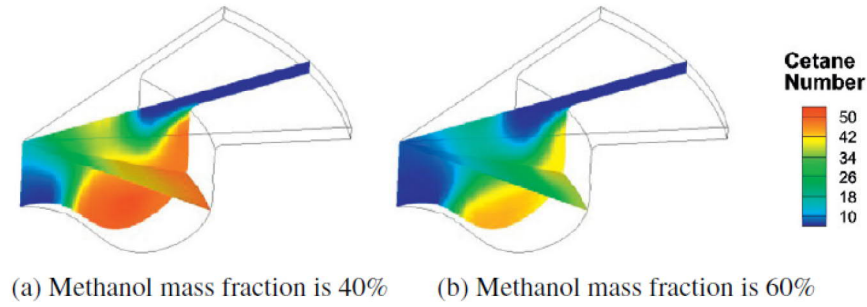 Cetane
Number
50
42
34
26
18
10
(a) Methanol mass fraction is 40%
(b) Methanol mass fraction is 60%